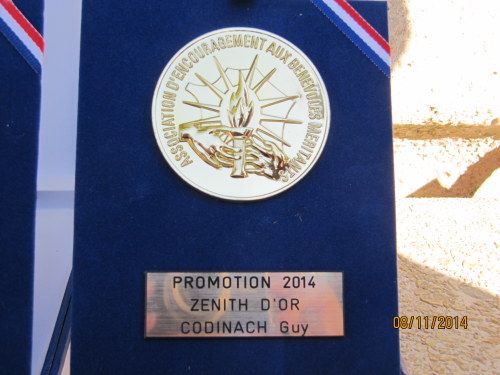 ASSOCIATION D'ENCOURAGEMENT AUX BENEVOLES MERITANTS
PROMOTION 2014
ZENITH D'OR
CODINACH Guy
08/11/2014